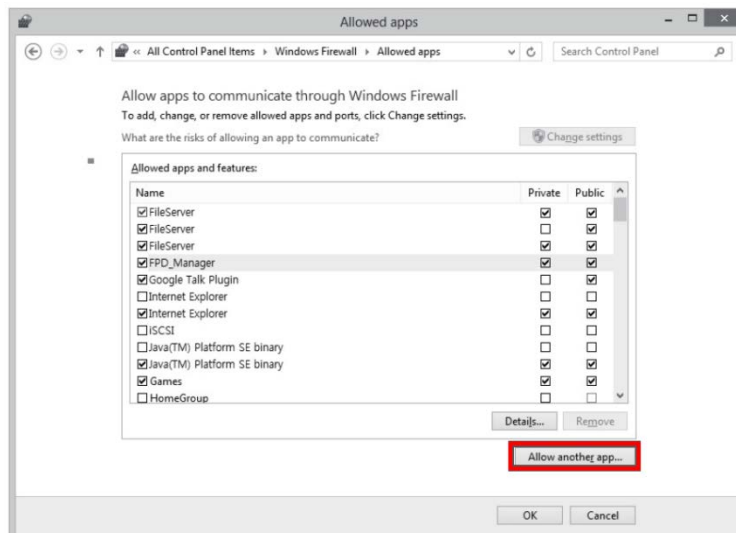 Allowed apps
« All Control Panel Items ▸ Windows Firewall ▸ Allowed apps
Search Control Panel
Allow apps to communicate through Windows Firewall
To add, change, or remove allowed apps and ports, click Change settings.
What are the risks of allowing an app to communicate?
Change settings
Allowed apps and features:
Name Private Public
FileServer
FileServer
FileServer
FPD_Manager
Google Talk Plugin
Internet Explorer
Internet Explorer
iSCSI
Java(TM) Platform SE binary
Java(TM) Platform SE binary
Games
HomeGroup
Details... Remove
Allow another app...
OK Cancel